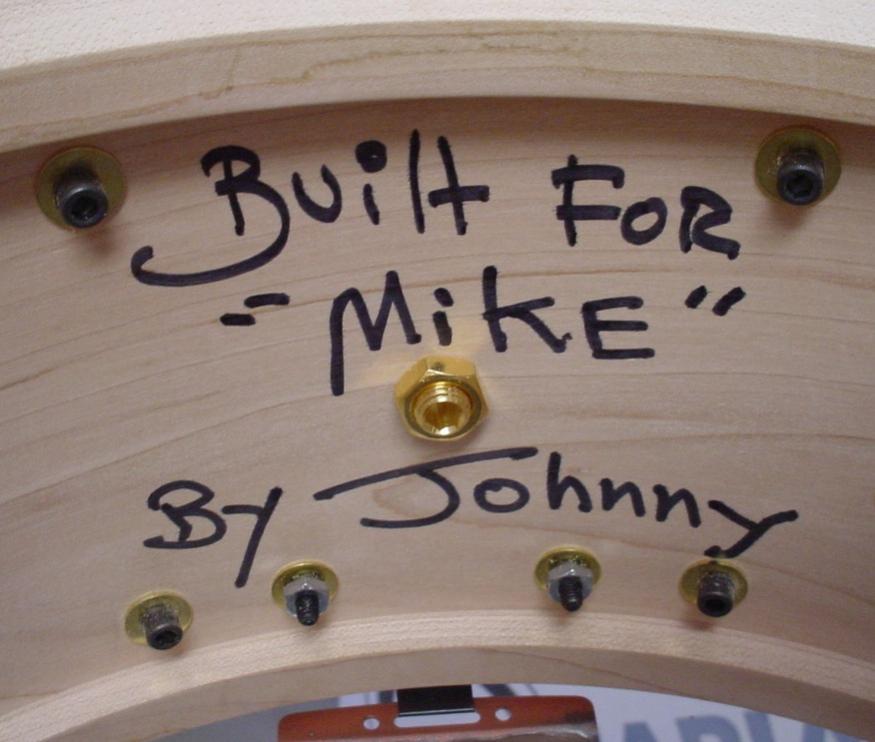 Built FOR
"MikE"
By Johnny